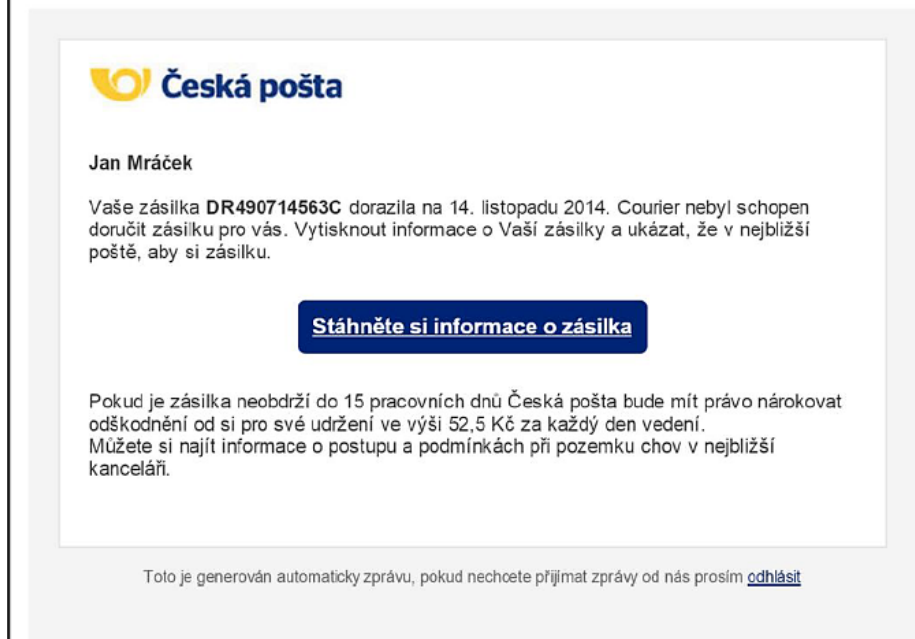 Česká pošta
Jan Mráček
Vaše zásilka DR490714563C dorazila na 14. listopadu 2014. Courier nebyl schopen
doručit zásilku pro vás. Vytisknout informace o Vaší zásilky a ukázat, že v nejbližší
poště, aby si zásilku.
Stáhněte si informace o zásilka
Pokud je zásilka neobdrží do 15 pracovních dnů Česká pošta bude mít právo nárokovat
odškodnění od si pro své udržení ve výši 52,5 Kč za každý den vedení.
Můžete si najít informace o postupu a podmínkách při pozemku chov v nejbližší
kanceláři.
Toto je generován automaticky zprávu, pokud nechcete přijímat zprávy od nás prosím odhlásit